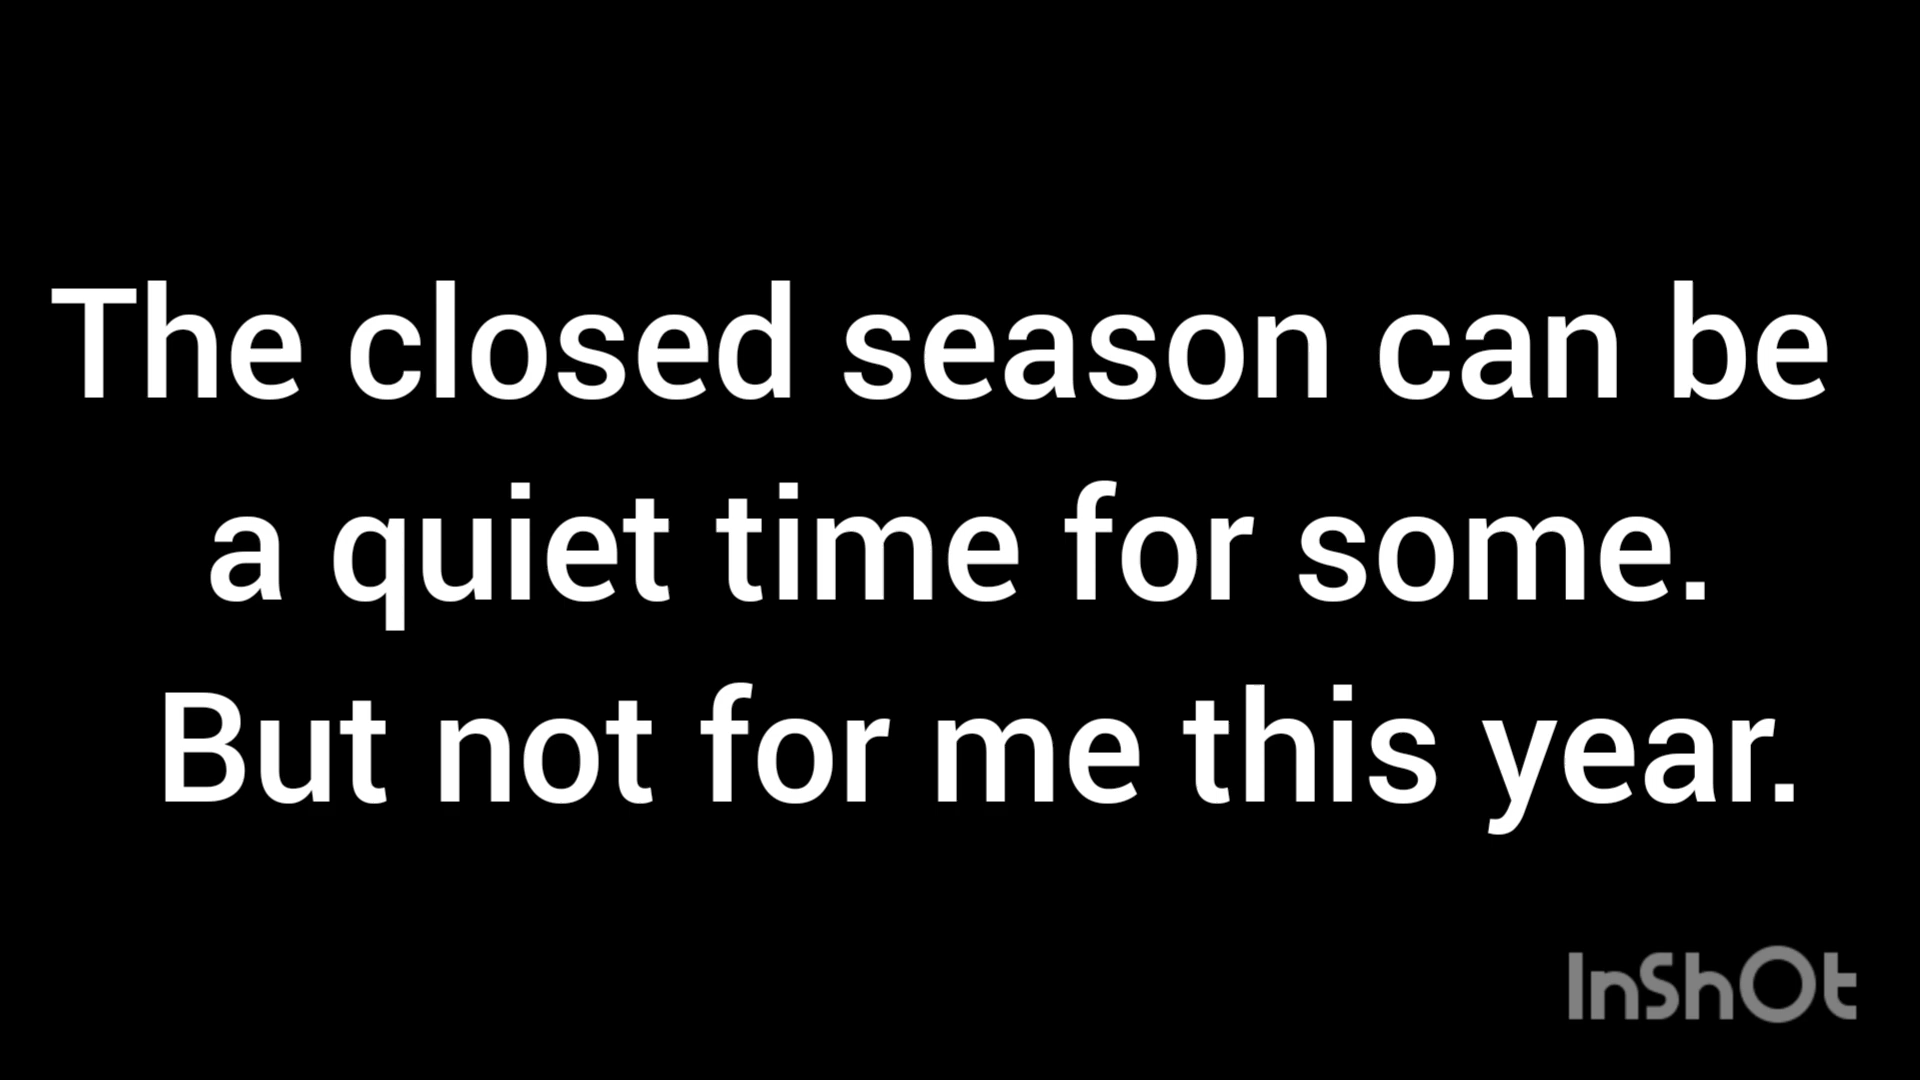 The closed season can be
a quiet time for some.
But not for me this year.
InShOt